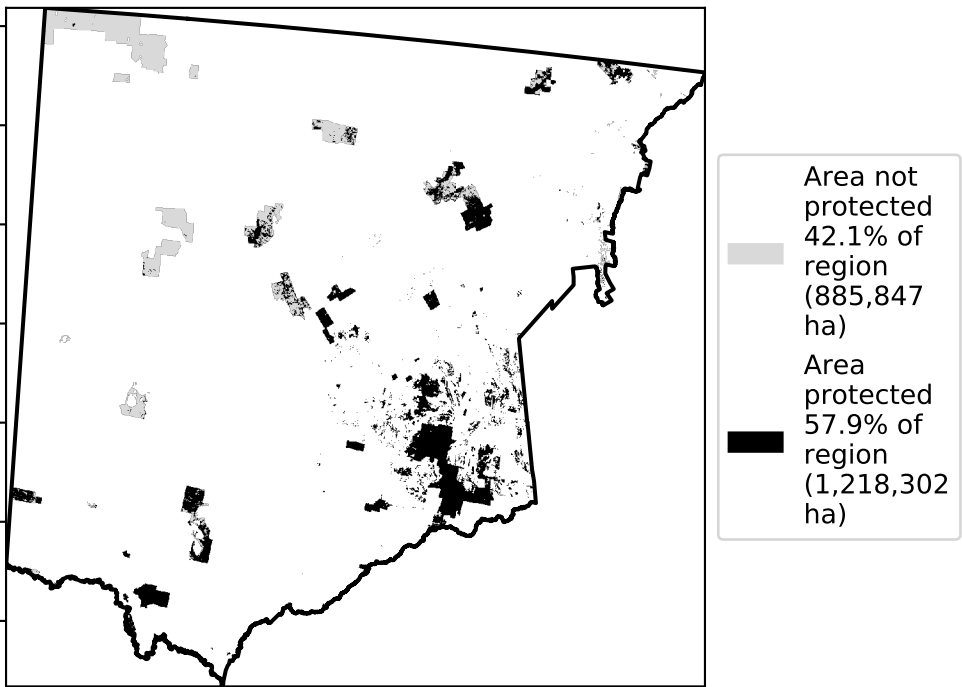 Area not
protected
42.1% of
region
(885,847
ha)
Area
protected
57.9% of
region
(1,218,302
ha)